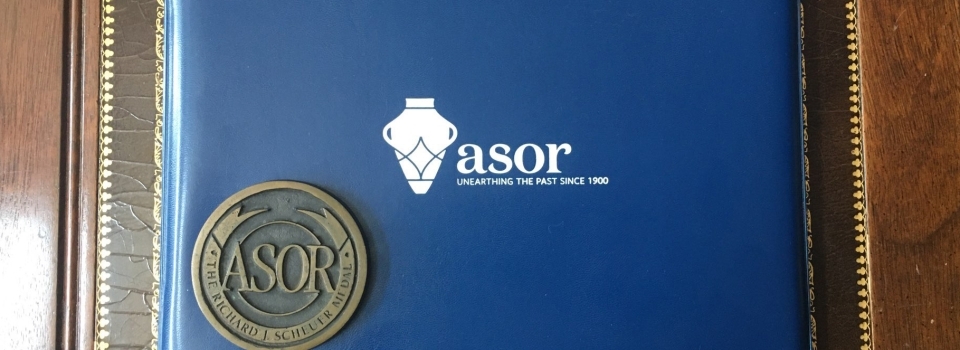 asor
UNEARTHING THE PAST SINCE 1900
ASOR
THE RICHARD J. SCHEUER MEDAL